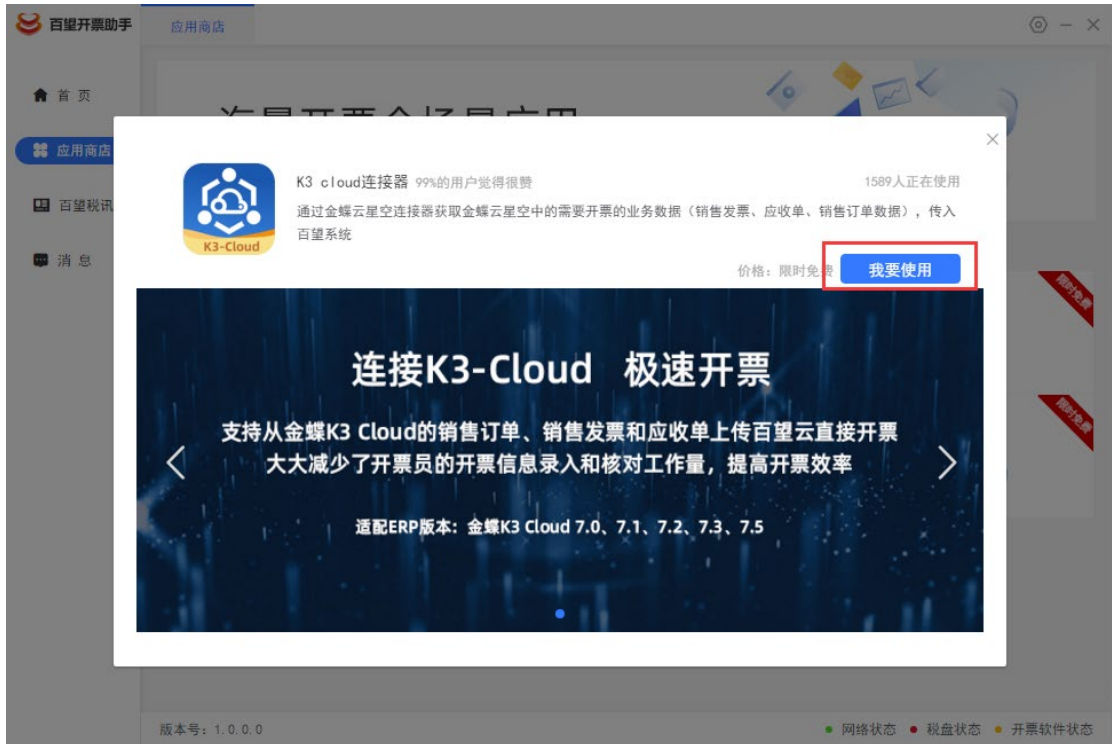 百望开票助手
应用商店
首页
应用商店
百望税讯
消息
K3 cloud连接器 99%的用户觉得很赞
1589人正在使用
通过金蝶云星空连接器获取金蝶云星空中的需要开票的业务数据（销售发票、应收单、销售订单数据），传入
百望系统
K3-Cloud
价格：限时免费
我要使用
限时免费
连接K3-Cloud 极速开票
支持从金蝶K3 Cloud的销售订单、销售发票和应收单上传百望云直接开票
大大减少了开票员的开票信息录入和核对工作量，提高开票效率
限时免费
适配ERP版本：金蝶K3 Cloud 7.0、7.1、7.2、7.3、7.5
版本号：1.0.0.0
网络状态
税盘状态
开票软件状态